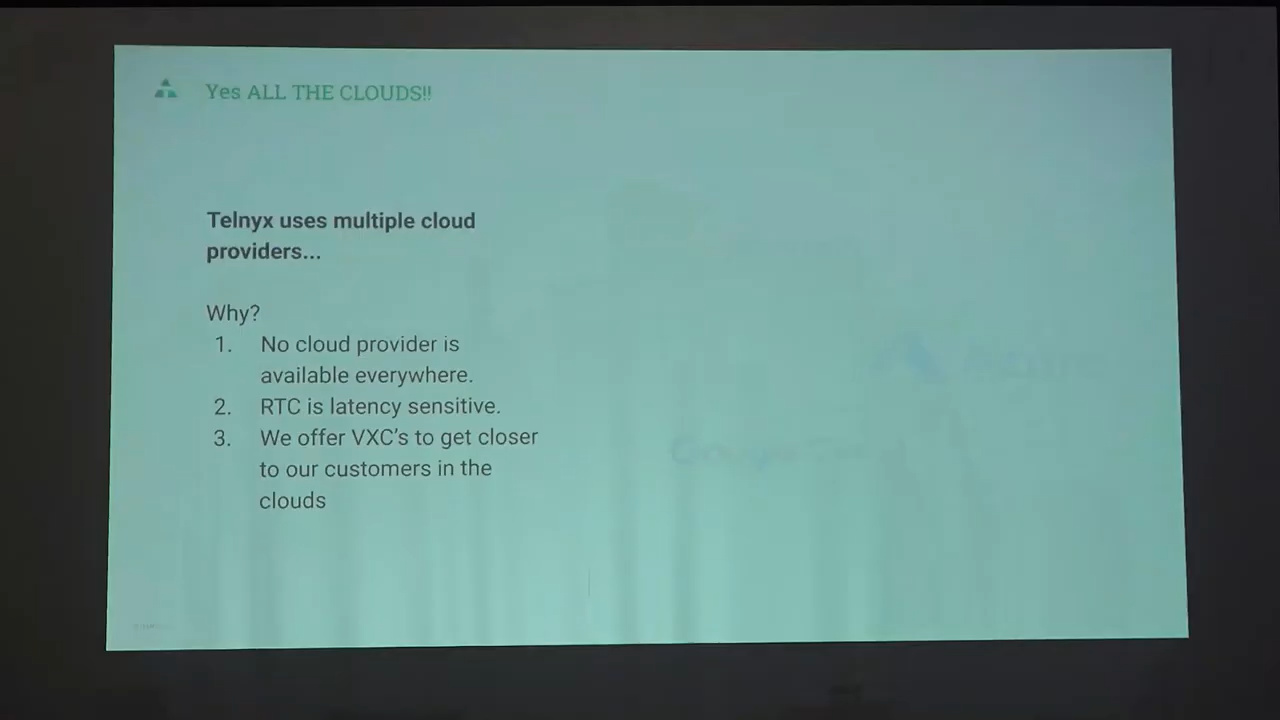 Yes ALL THE CLOUDS!!
Telnyx uses multiple cloud
providers...
Why?
1. No cloud provider is
available everywhere.
2. RTC is latency sensitive.
3. We offer VXC's to get closer
to our customers in the
clouds